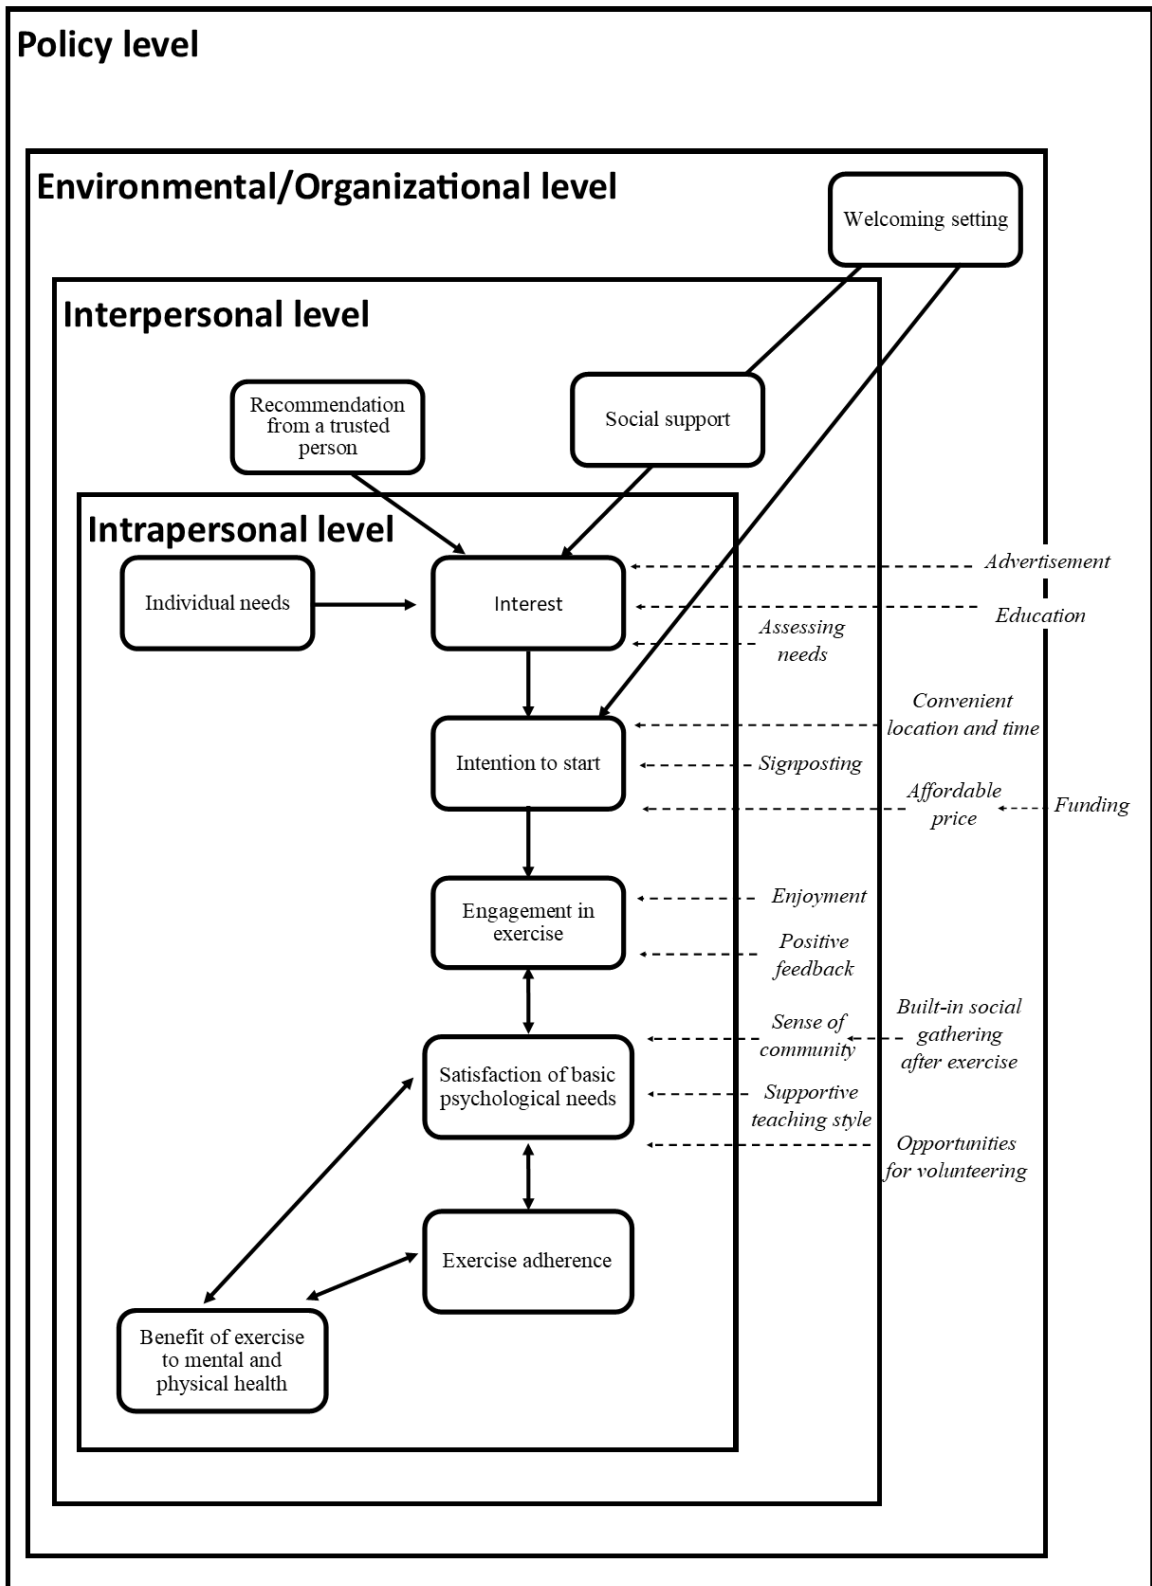 Policy level
Environmental/Organizational level
Welcoming setting
Interpersonal level
Recommendation
from a trusted
person
Social support
Intrapersonal level
Individual needs
Interest
Advertisement
Education
Assessing
needs
Intention to start
Convenient
location and time
Signposting
Affordable
price
Funding
Engagement in
exercise
Enjoyment
Positive
feedback
Satisfaction of basic
psychological needs
Sense of
community
Built-in social
gathering
after exercise
Supportive
teaching style
Opportunities
for volunteering
Exercise adherence
Benefit of exercise
to mental and
physical health